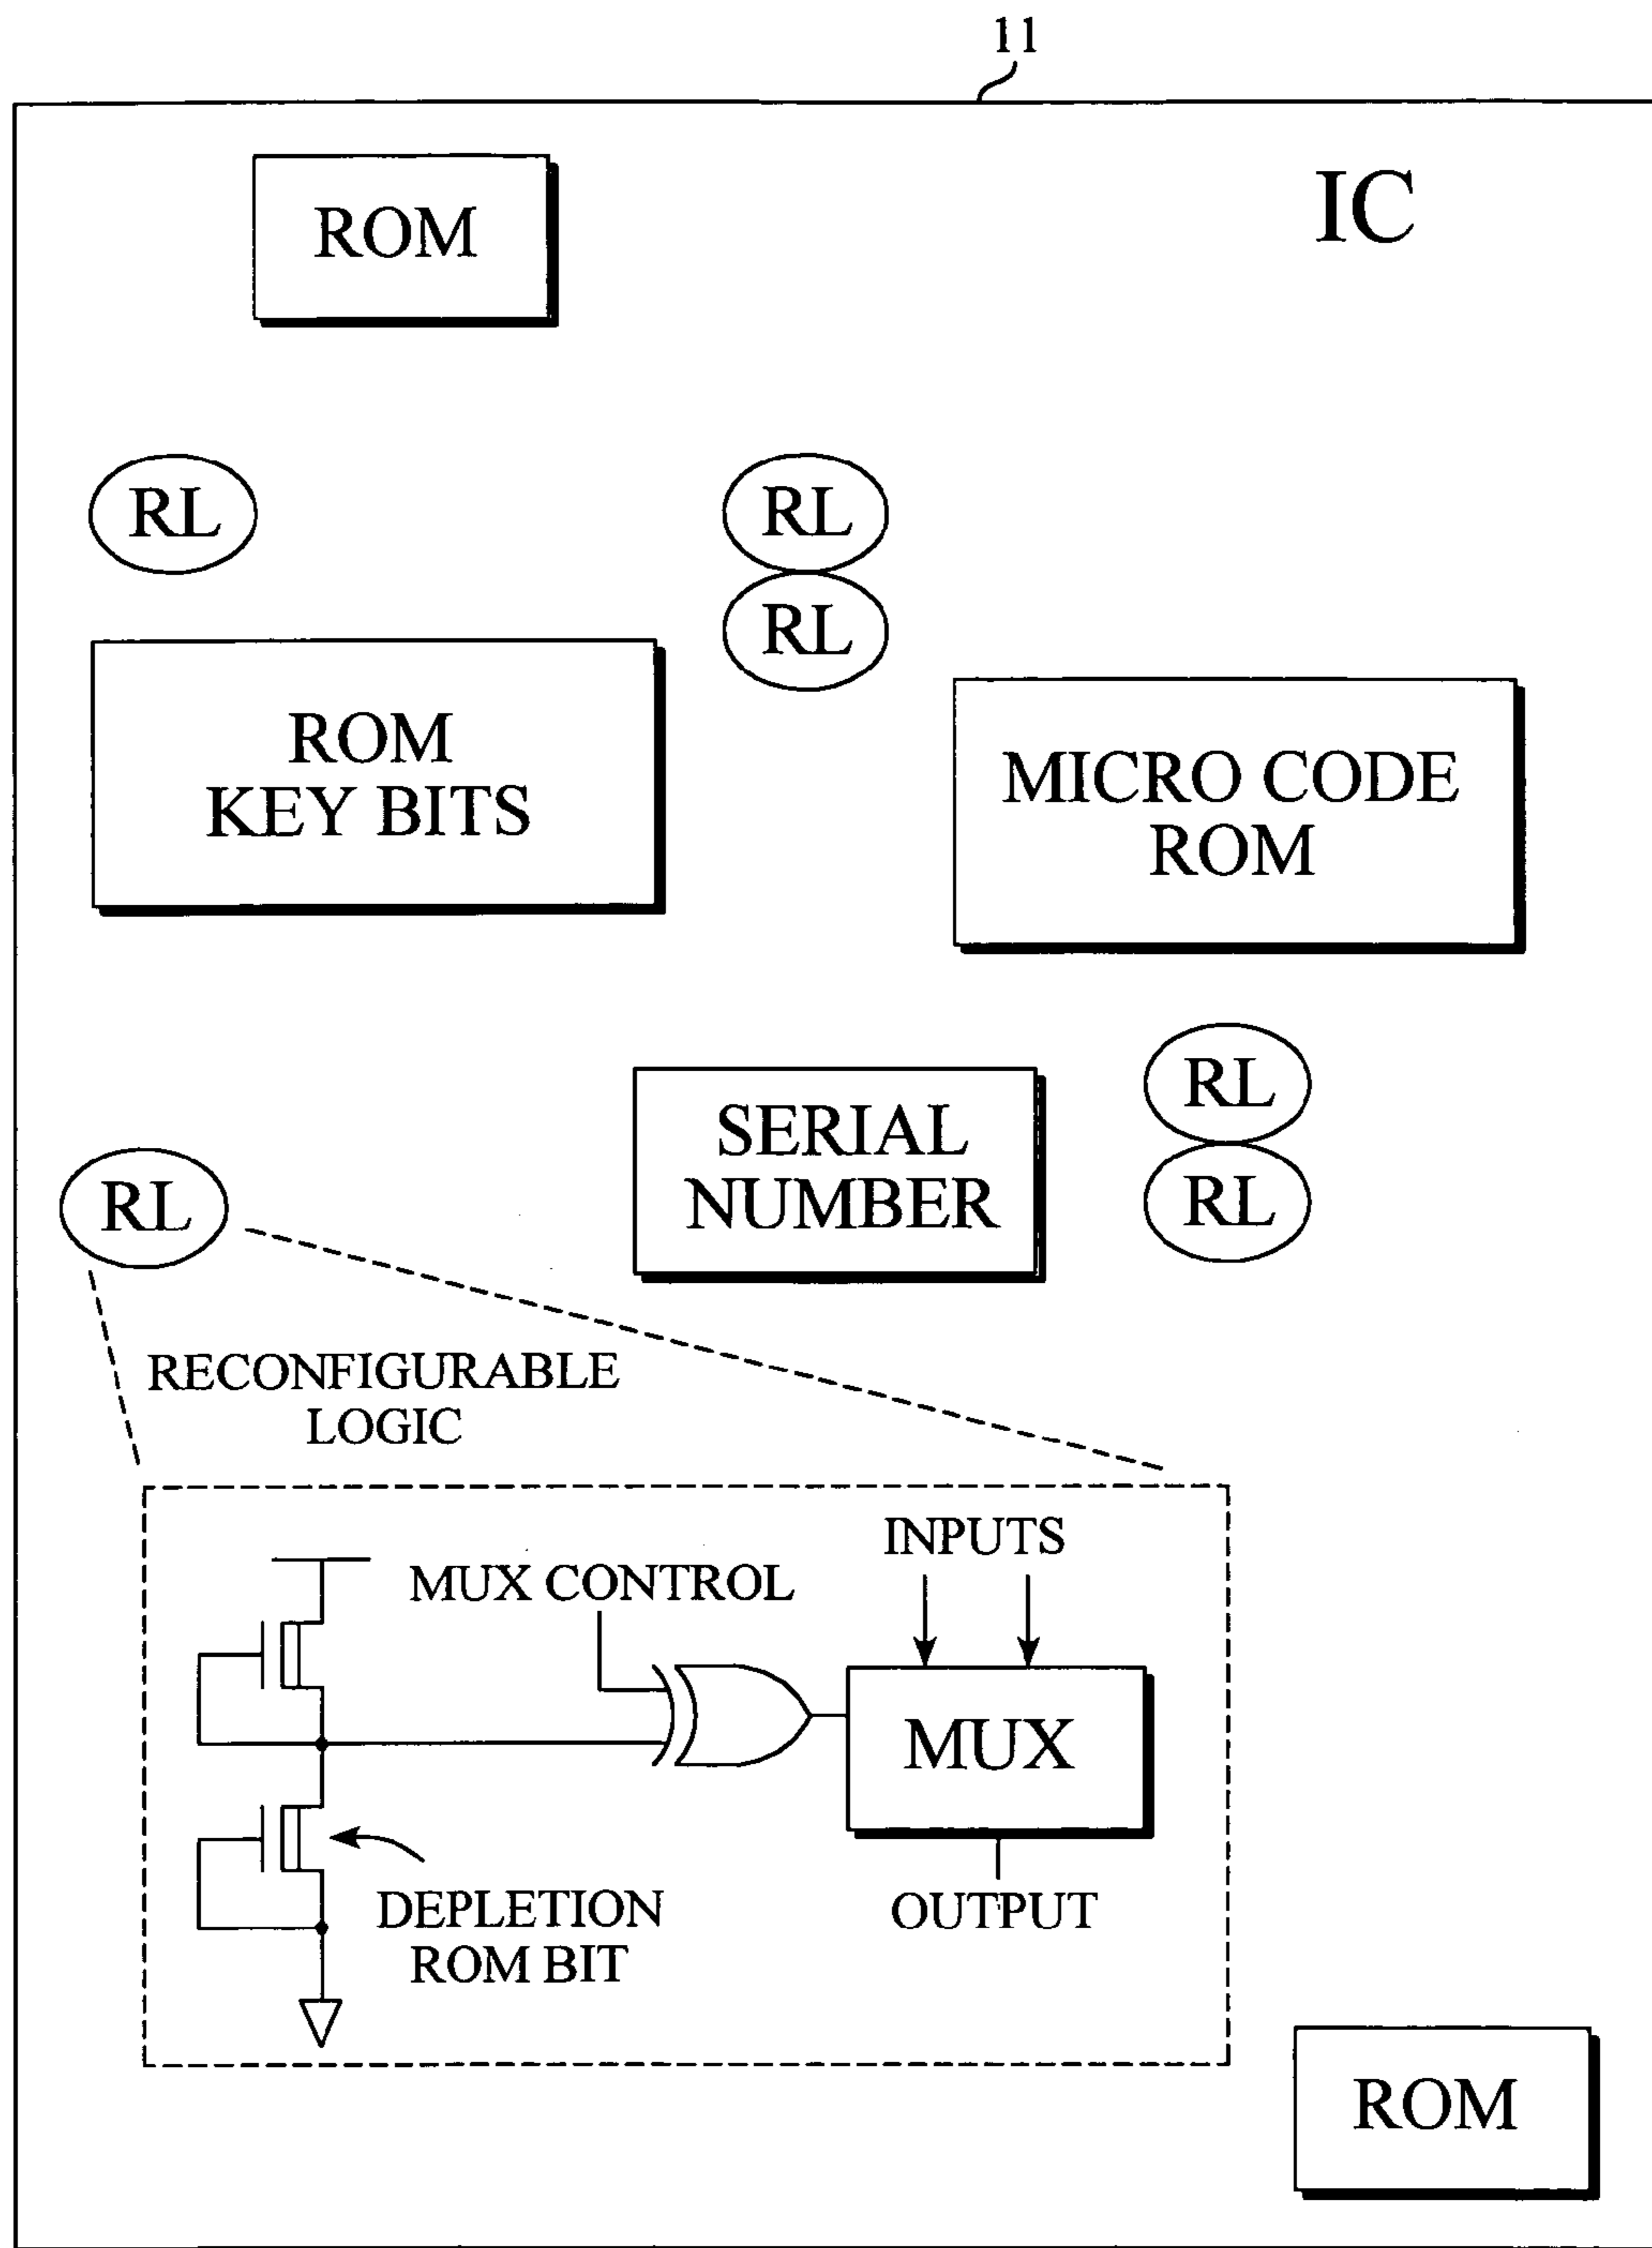 11
ROM
IC
RL
RL
RL
ROM
KEY BITS
MICRO CODE
ROM
SERIAL
NUMBER
RL
RL
RL
RECONFIGURABLE
LOGIC
INPUTS
MUX CONTROL
MUX
DEPLETION
ROM BIT
OUTPUT
ROM